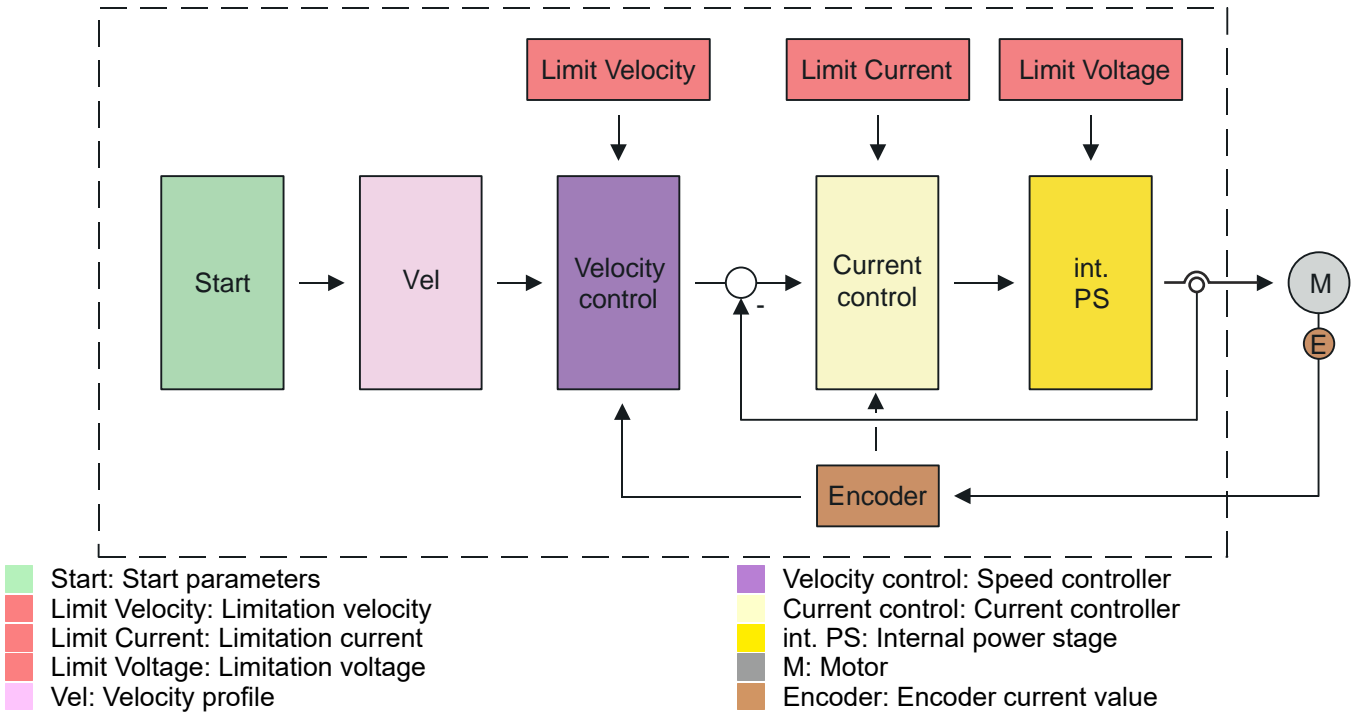 Limit Velocity
Limit Current
Limit Voltage
Start
Vel
Velocity
control
-
Current
control
int.
PS
M
E
Encoder
Start: Start parameters
Limit Velocity: Limitation velocity
Limit Current: Limitation current
Limit Voltage: Limitation voltage
Vel: Velocity profile
Velocity control: Speed controller
Current control: Current controller
int. PS: Internal power stage
M: Motor
Encoder: Encoder current value